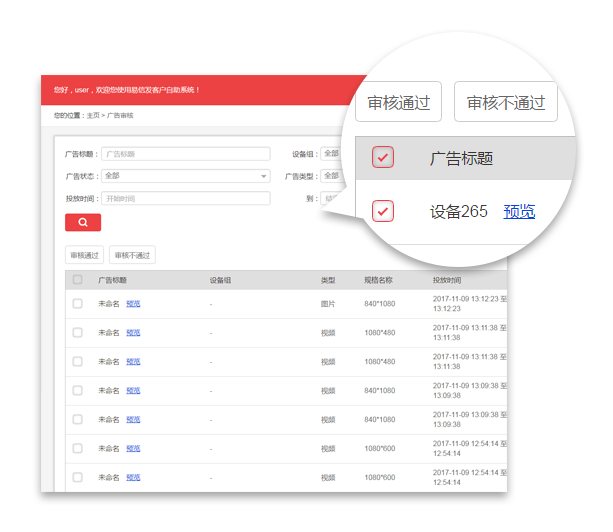 您好，user，欢迎您使用易信发客户自助系统！
您的位置：主页 > 广告审核
广告标题：
广告标题
设备组：
全部
广告状态：
全部
广告类型：
全部
投放时间：
开始时间
到：
审核通过
审核不通过
广告标题
设备组
类型
规格名称
投放时间
未命名 预览
-
图片
840*1080
2017-11-09 13:12:23 至
13:12:23
未命名 预览
-
视频
1080*480
2017-11-09 13:11:38 至
13:11:38
未命名 预览
-
视频
1080*480
2017-11-09 13:11:38 至
13:11:38
未命名 预览
-
视频
840*1080
2017-11-09 13:09:38 至
13:09:38
未命名 预览
-
视频
840*1080
2017-11-09 13:09:38 至
13:09:38
未命名 预览
-
视频
1080*600
2017-11-09 12:54:14 至
12:54:14
未命名 预览
-
视频
1080*600
2017-11-09 12:54:14 至
12:54:14
审核通过
审核不通过
广告标题
设备265 预览